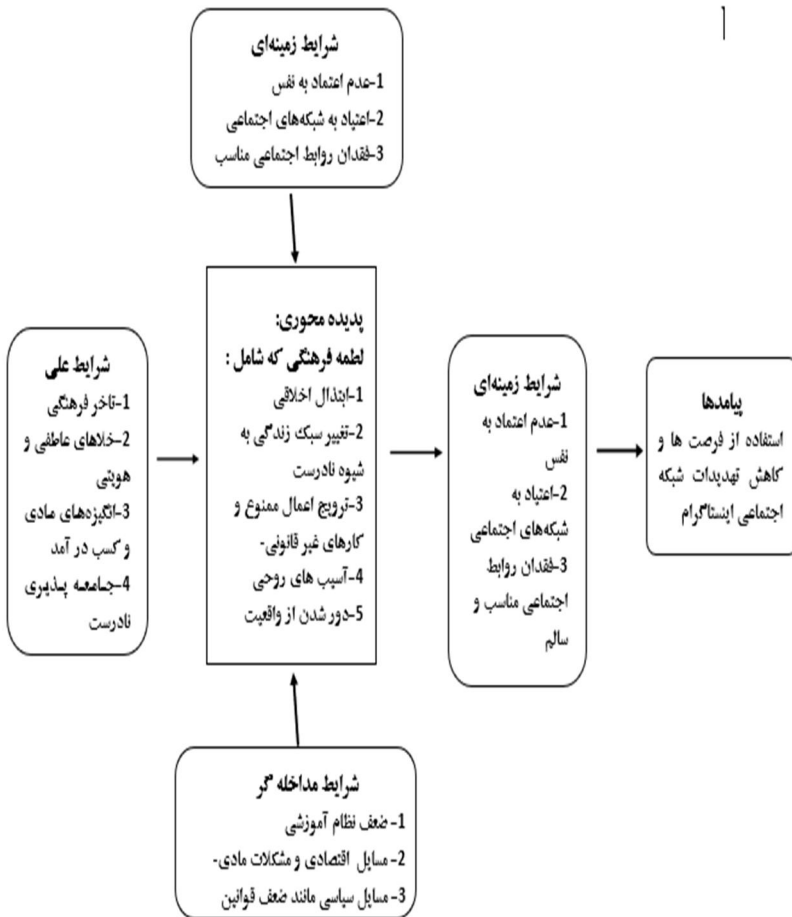 شرایط زمینه‌ای
1-عدم اعتماد به نفس
2-اعتیاد به شبکه‌های اجتماعی
3-فقدان روابط اجتماعی مناسب
شرایط علی
1-تاخر فرهنگی
2-خلاهای عاطفی و
هویتی
3-انگیزه‌های مادی
و کسب در آمد
4-جامعه پذیری
نادرست
پدیده محوری:
لطمه فرهنگی که شامل :
1-ابتذال اخلاقی
2-تغییر سبک زندگی به
شیوه نادرست
3-ترویج اعمال ممنوع و
کارهای غیر قانونی-
4-آسیب های روحی
5-دور شدن از واقعیت
شرایط زمینه‌ای
1-عدم اعتماد به
نفس
2-اعتیاد به
شبکه‌های اجتماعی
3-فقدان روابط
اجتماعی مناسب و
سالم
پیامدها
استفاده از فرصت ها و
کاهش تهدیدات شبکه
اجتماعی اینستاگرام
شرایط مداخله گر
1- ضعف نظام آموزشی
2- مسایل اقتصادی و مشکلات مادی-
3- مسایل سیاسی مانند ضعف قوانین